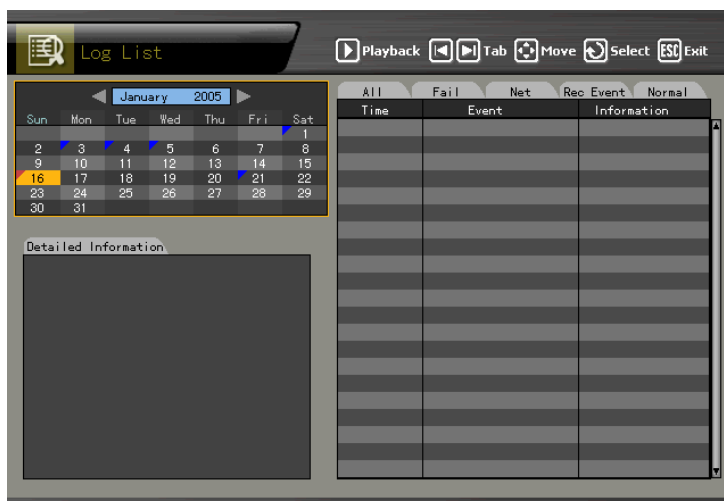 Log List
Playback Tab Move Select ESC Exit
January 2005
Sun Mon Tue Wed Thu Fri Sat
1
2 3 4 5 6 7 8
9 10 11 12 13 14 15
16 17 18 19 20 21 22
23 24 25 26 27 28 29
30 31
Detailed Information
All Fail Net Rec Event Normal
Time Event Information